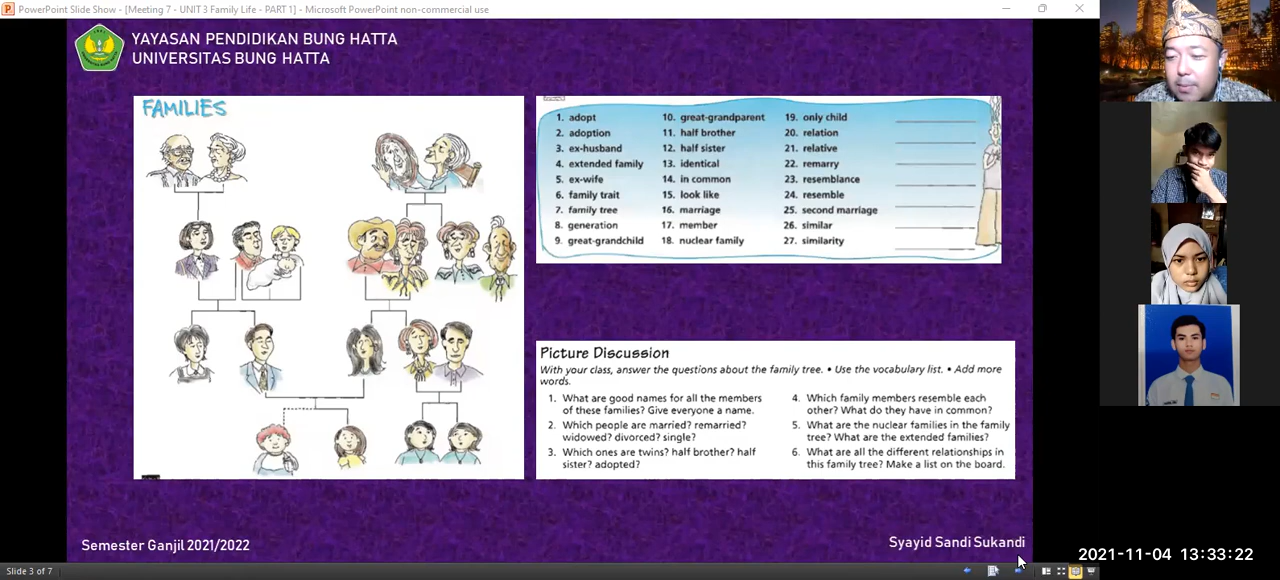 PowerPoint Slide Show - [Meeting 7 - UNIT 3 Family Life - PART 1] - Microsoft PowerPoint non-commercial use
YAYASAN PENDIDIKAN BUNG HATTA
UNIVERSITAS BUNG HATTA
FAMILIES
1. adopt
2. adoption
3. ex-husband
4. extended family
5. ex-wife
6. family trait
7. family tree
8. generation
9. great-grandchild
10. great-grandparent
11. half brother
12. half sister
13. identical
14. in common
15. look like
16. marriage
17. member
18. nuclear family
19. only child
20. relation
21. relative
22. remarry
23. resemblance
24. resemble
25. second marriage
26. similar
27. similarity
Picture Discussion
With your class, answer the questions about the family tree. • Use the vocabulary list. • Add more
words.
1. What are good names for all the members
of these families? Give everyone a name.
2. Which people are married? remarried?
widowed? divorced? single?
3. Which ones are twins? half brother? half
sister? adopted?
4. Which family members resemble each
other? What do they have in common?
5. What are the nuclear families in the family
tree? What are the extended families?
6. What are all the different relationships in
this family tree? Make a list on the board.
Semester Ganjil 2021/2022
Syayid Sandi Sukandi
Slide 3 of 7
2021-11-04 13:33:22